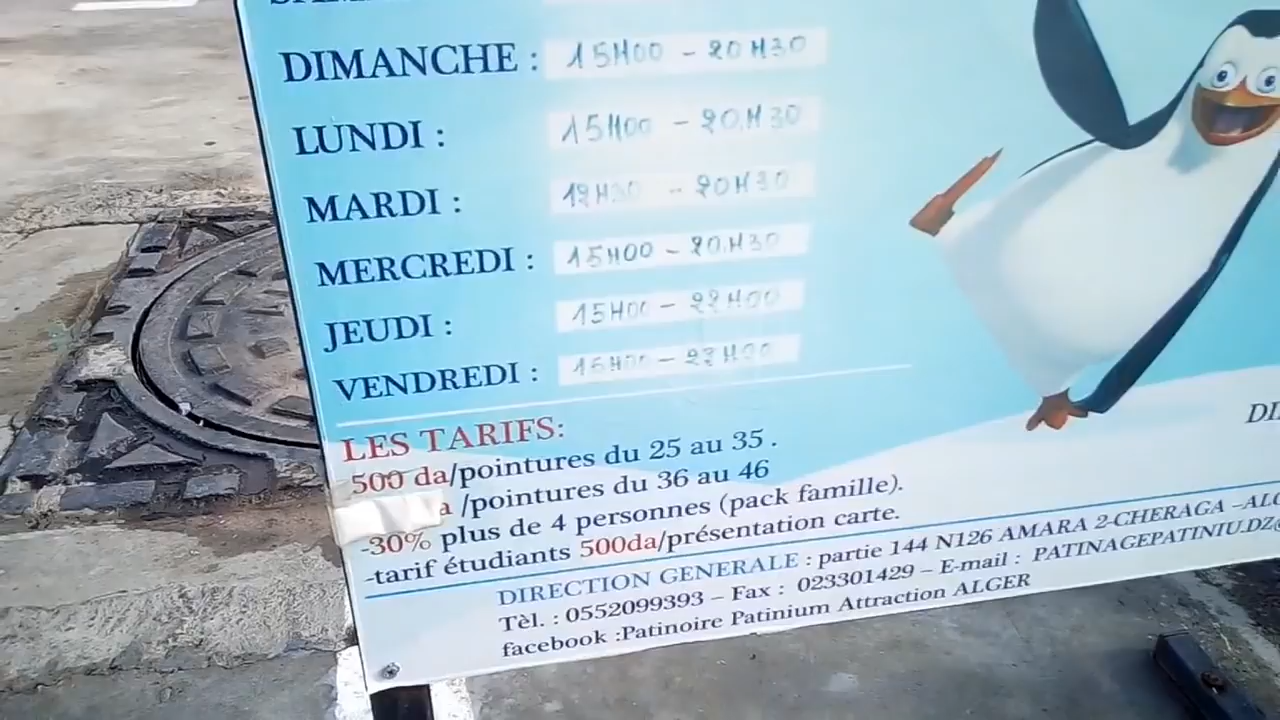 DIMANCHE : 15H00 - 20H30
LUNDI : 15H00 - 20H30
MARDI : - 20H30
MERCREDI : 15H00 - 20H30
JEUDI : 15H00 - 22H00
VENDREDI :
LES TARIFS:
500 da/pointures du 25 au 35.
a /pointures du 36 au 46
-30% plus de 4 personnes (pack famille).
-tarif étudiants 500da/présentation carte.
DIRECTION GENERALE : partie 144 N126 AMARA 2-CHERAGA
Tèl. : 0552099393 – Fax : 023301429 – E-mail : PATINAGEPATINIU.DZ@
facebook :Patinoire Patinium Attraction ALGER